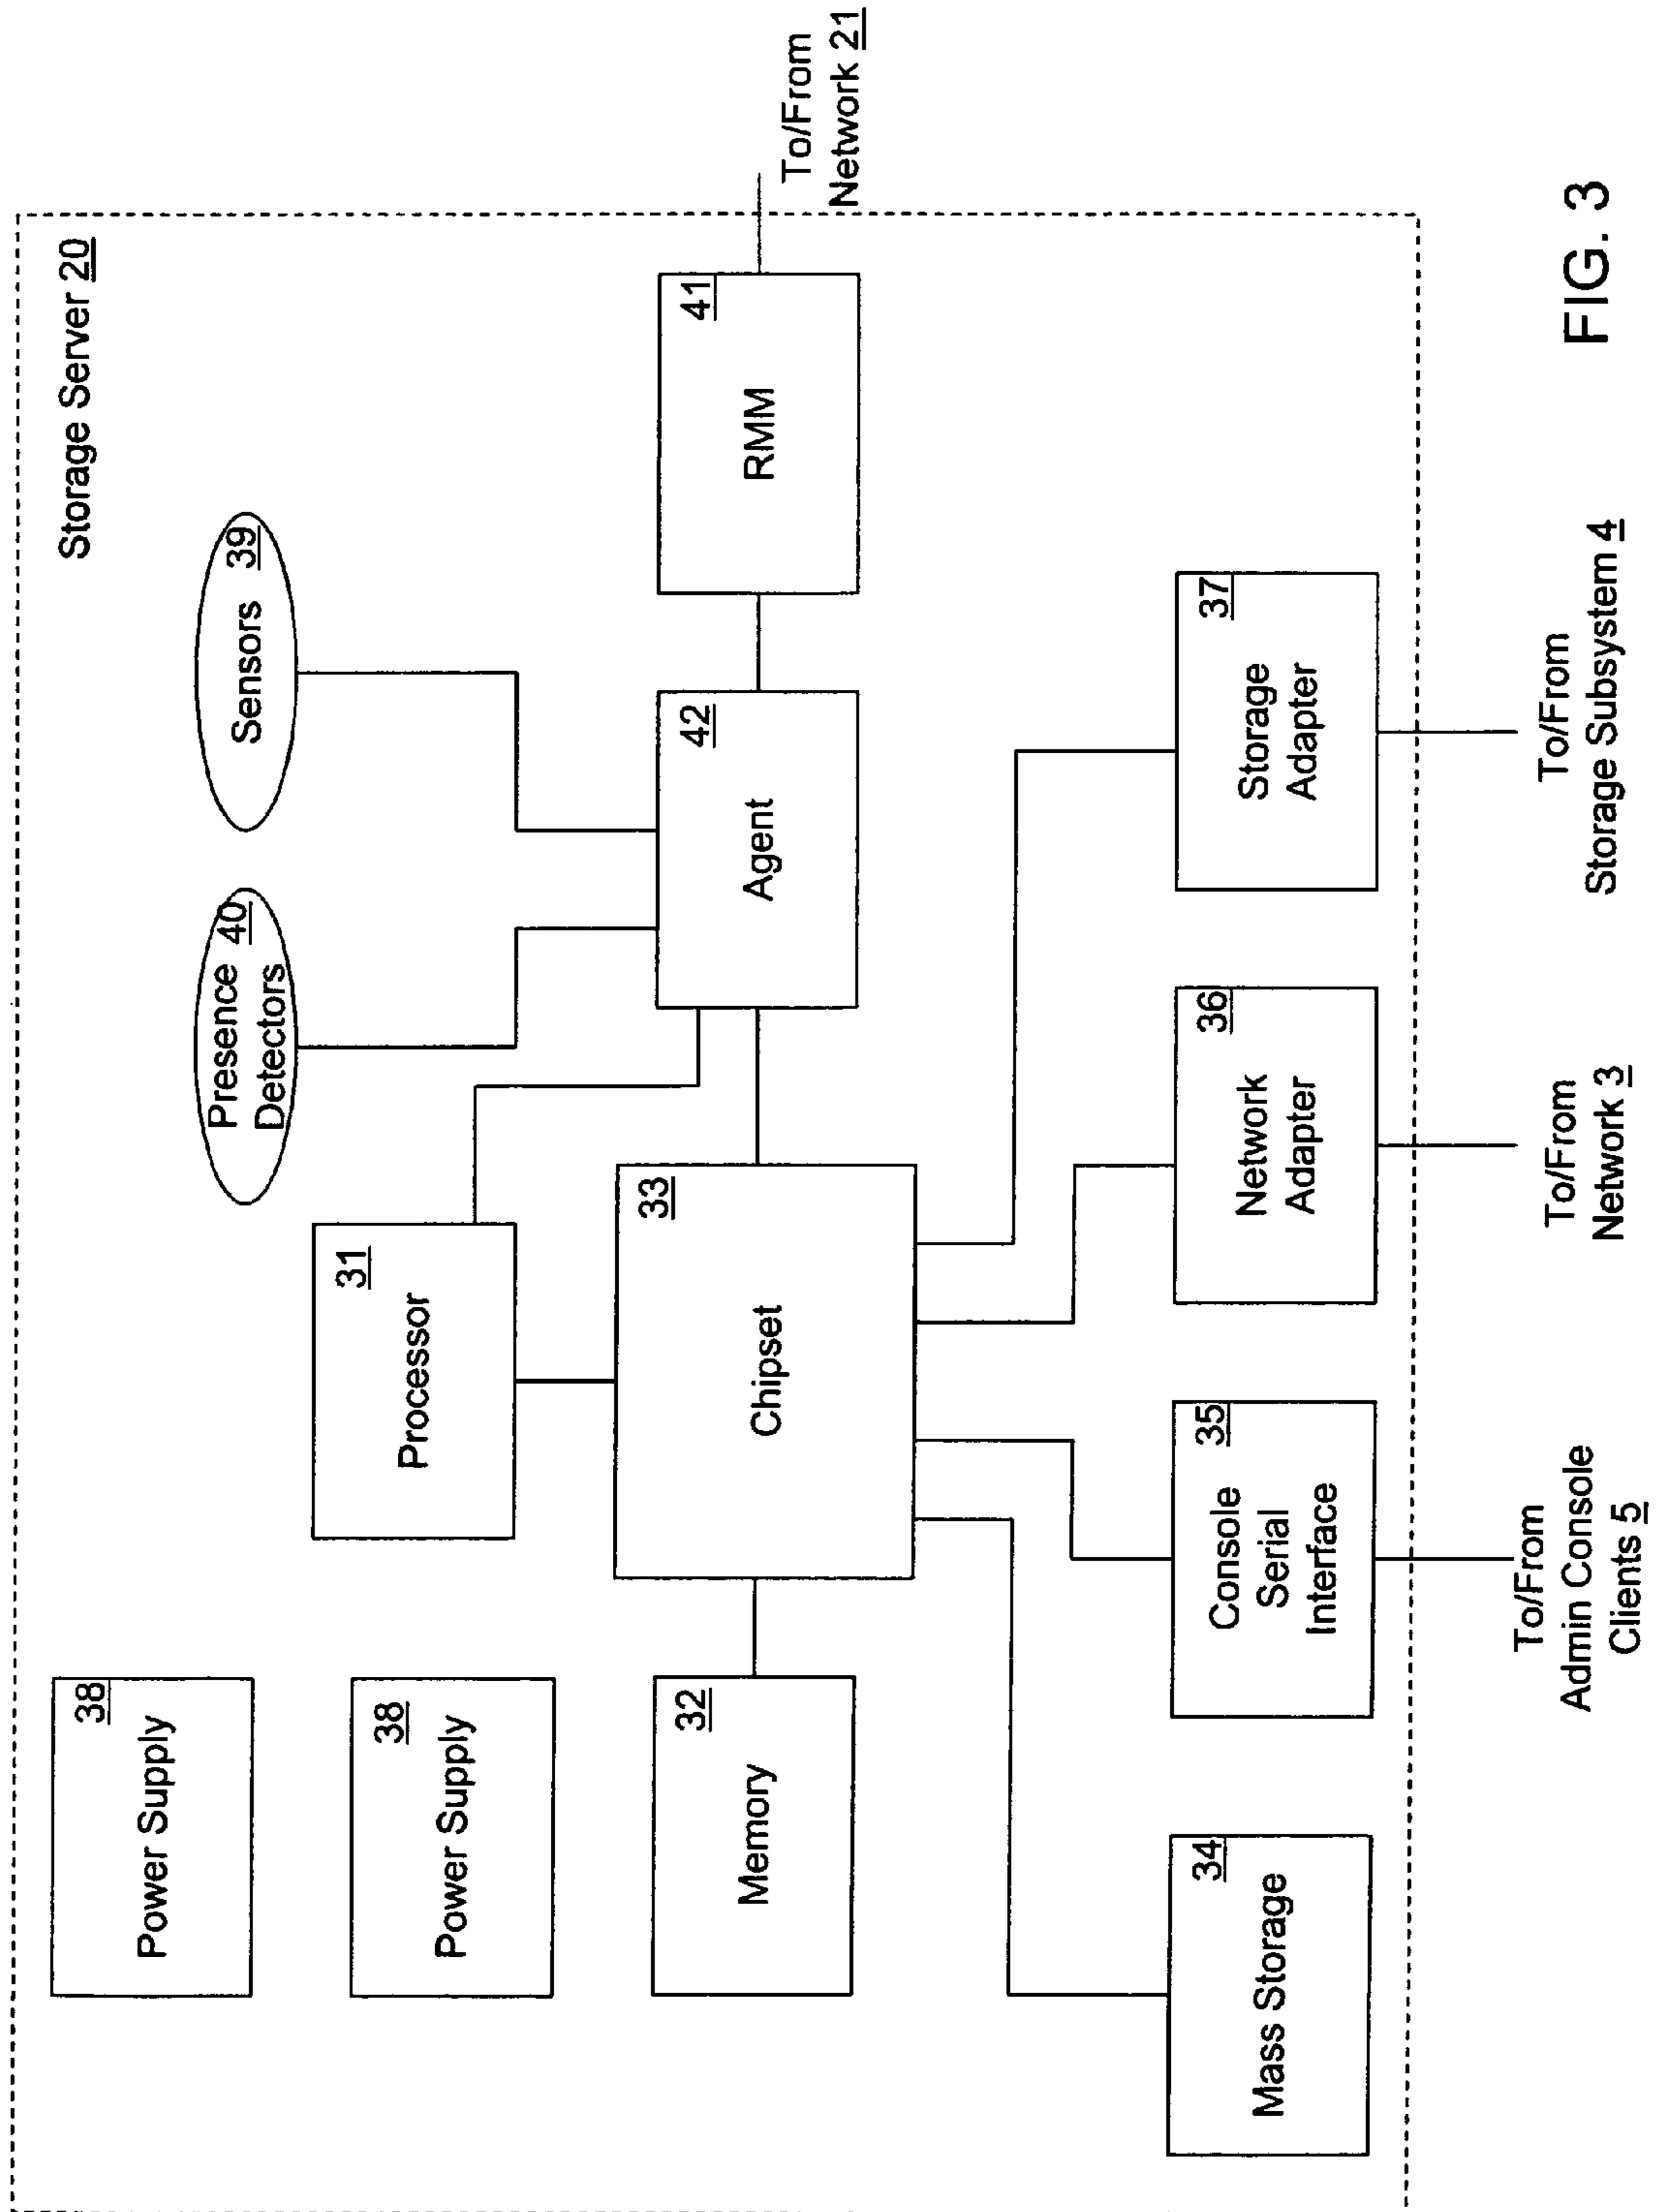 Storage Server 20
Power Supply
38
Power Supply
38
Presence 40
Detectors
Sensors
39
Processor
31
Memory
32
Chipset
33
Agent
42
RMM
41
To/From
Network 21
Mass Storage
34
Console
Serial
Interface
35
Network
Adapter
36
Storage
Adapter
37
To/From
Admin Console
Clients 5
To/From
Network 3
To/From
Storage Subsystem 4
FIG. 3